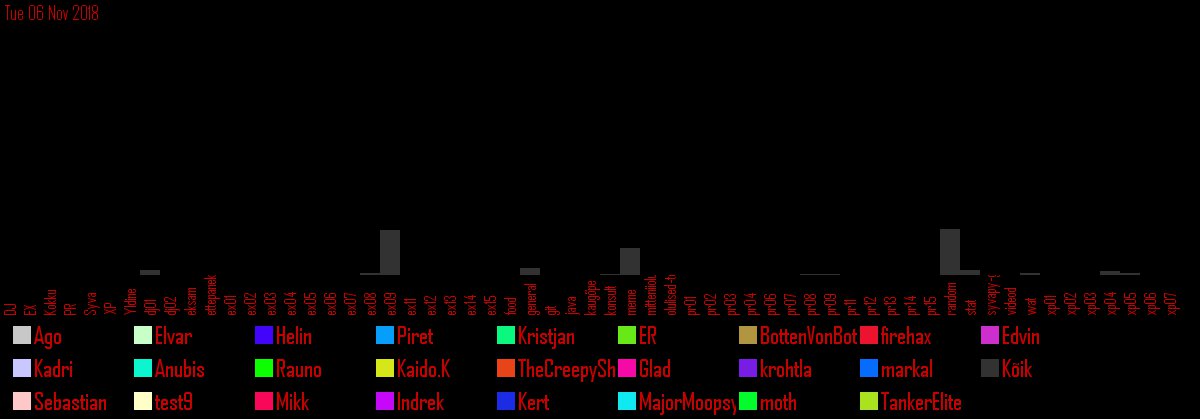 Tue 06 Nov 2018
DJ EX Kokku PR Syva XP Yldine dj01 dj02 eksam ettepanek ex01 ex02 ex03 ex04 ex05 ex06 ex07 ex08 ex09 ex11 ex12 ex13 ex14 ex15 food general git java konsult meme pr01 pr02 pr03 pr04 pr06 pr07 pr08 pr09 pr11 pr12 pr13 pr14 pr15 random stat videod wat xp01 xp02 xp03 xp04 xp05 xp06 xp07
Ago Elvar Helin Piret Kristjan ER BottenVonBot firehax Edvin
Kadri Anubis Rauno Kaido.K TheCreepySh Glad krohtla markal Kõik
Sebastian test9 Mikk Indrek Kert MajorMoopsy moth TankerElite